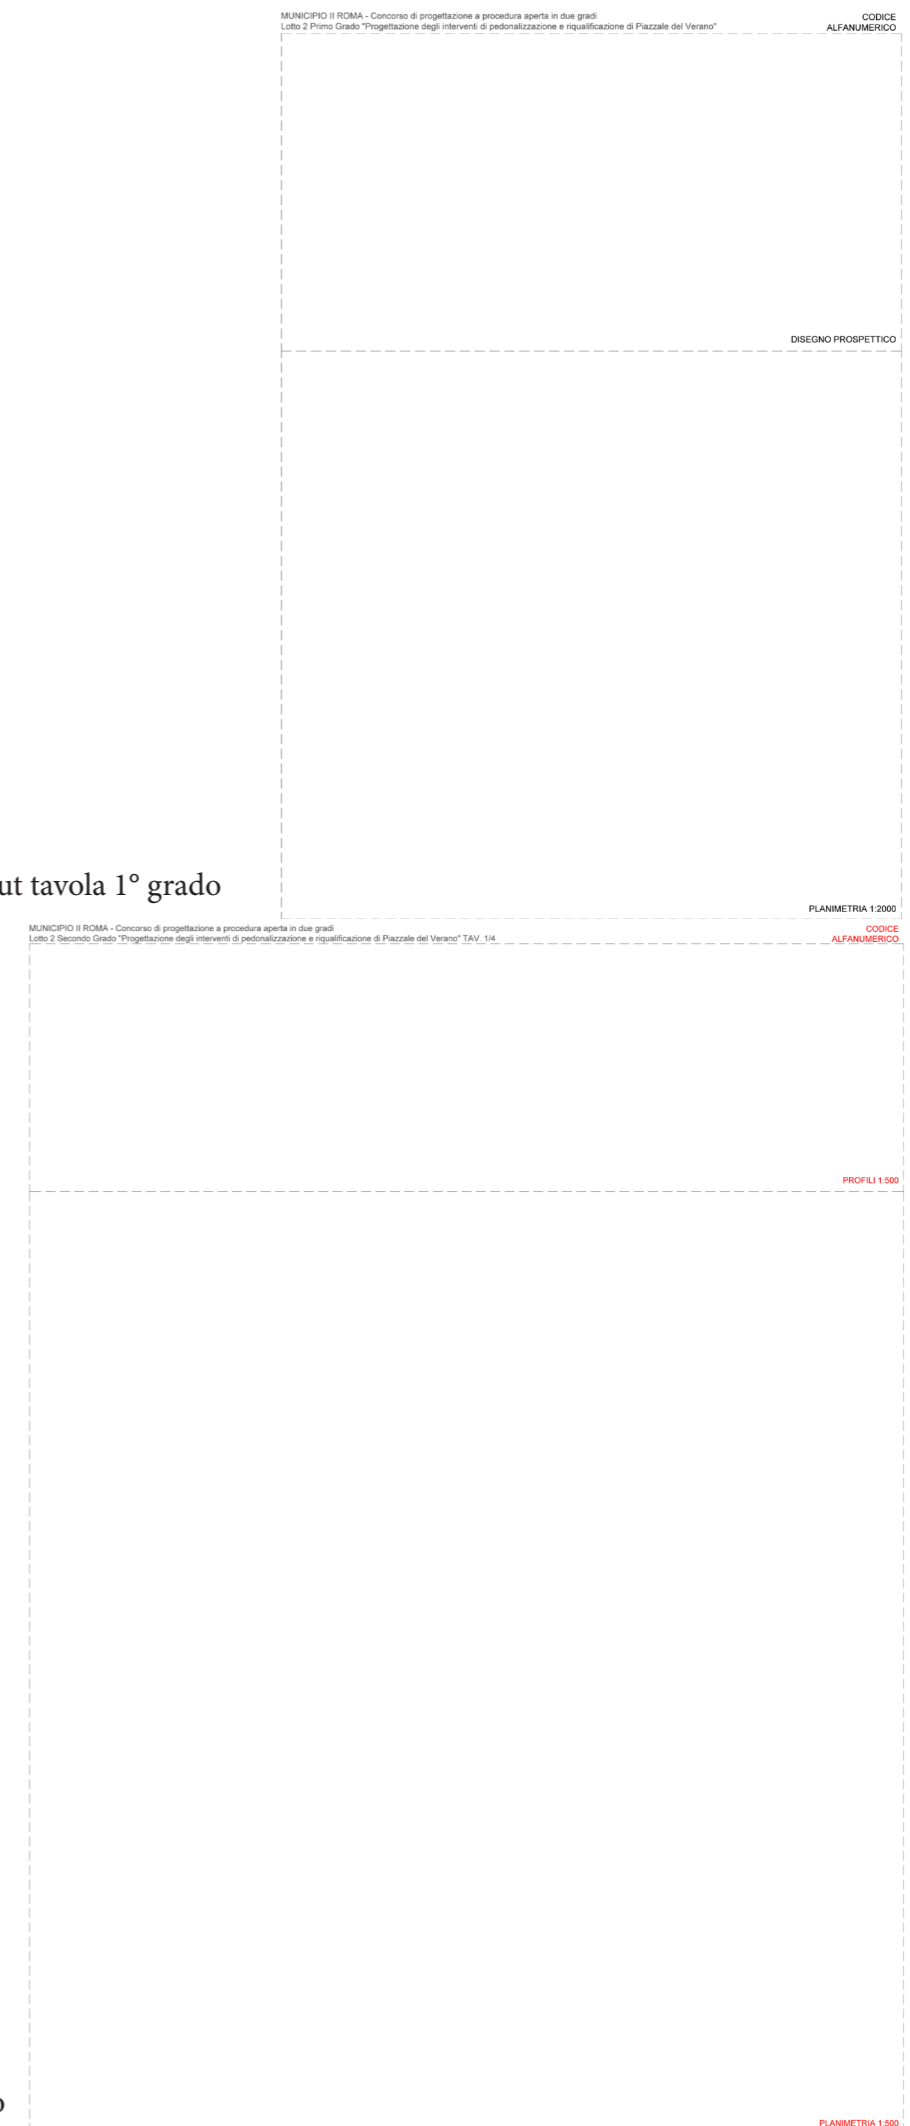 MUNICIPIO II ROMA - Concorso di progettazione a procedura aperta in due gradi
Lotto 2 Primo Grado "Progettazione degli interventi di pedonalizzazione e riqualificazione di Piazzale del Verano"
CODICE
ALFANUMERICO
DISEGNO PROSPETTICO
PLANIMETRIA 1:2000
ut tavola 1° grado
MUNICIPIO II ROMA - Concorso di progettazione a procedura aperta in due gradi
Lotto 2 Secondo Grado "Progettazione degli interventi di pedonalizzazione e riqualificazione di Piazzale del Verano" TAV. 1/4
CODICE
ALFANUMERICO
PROFILI 1:500
PLANIMETRIA 1:500